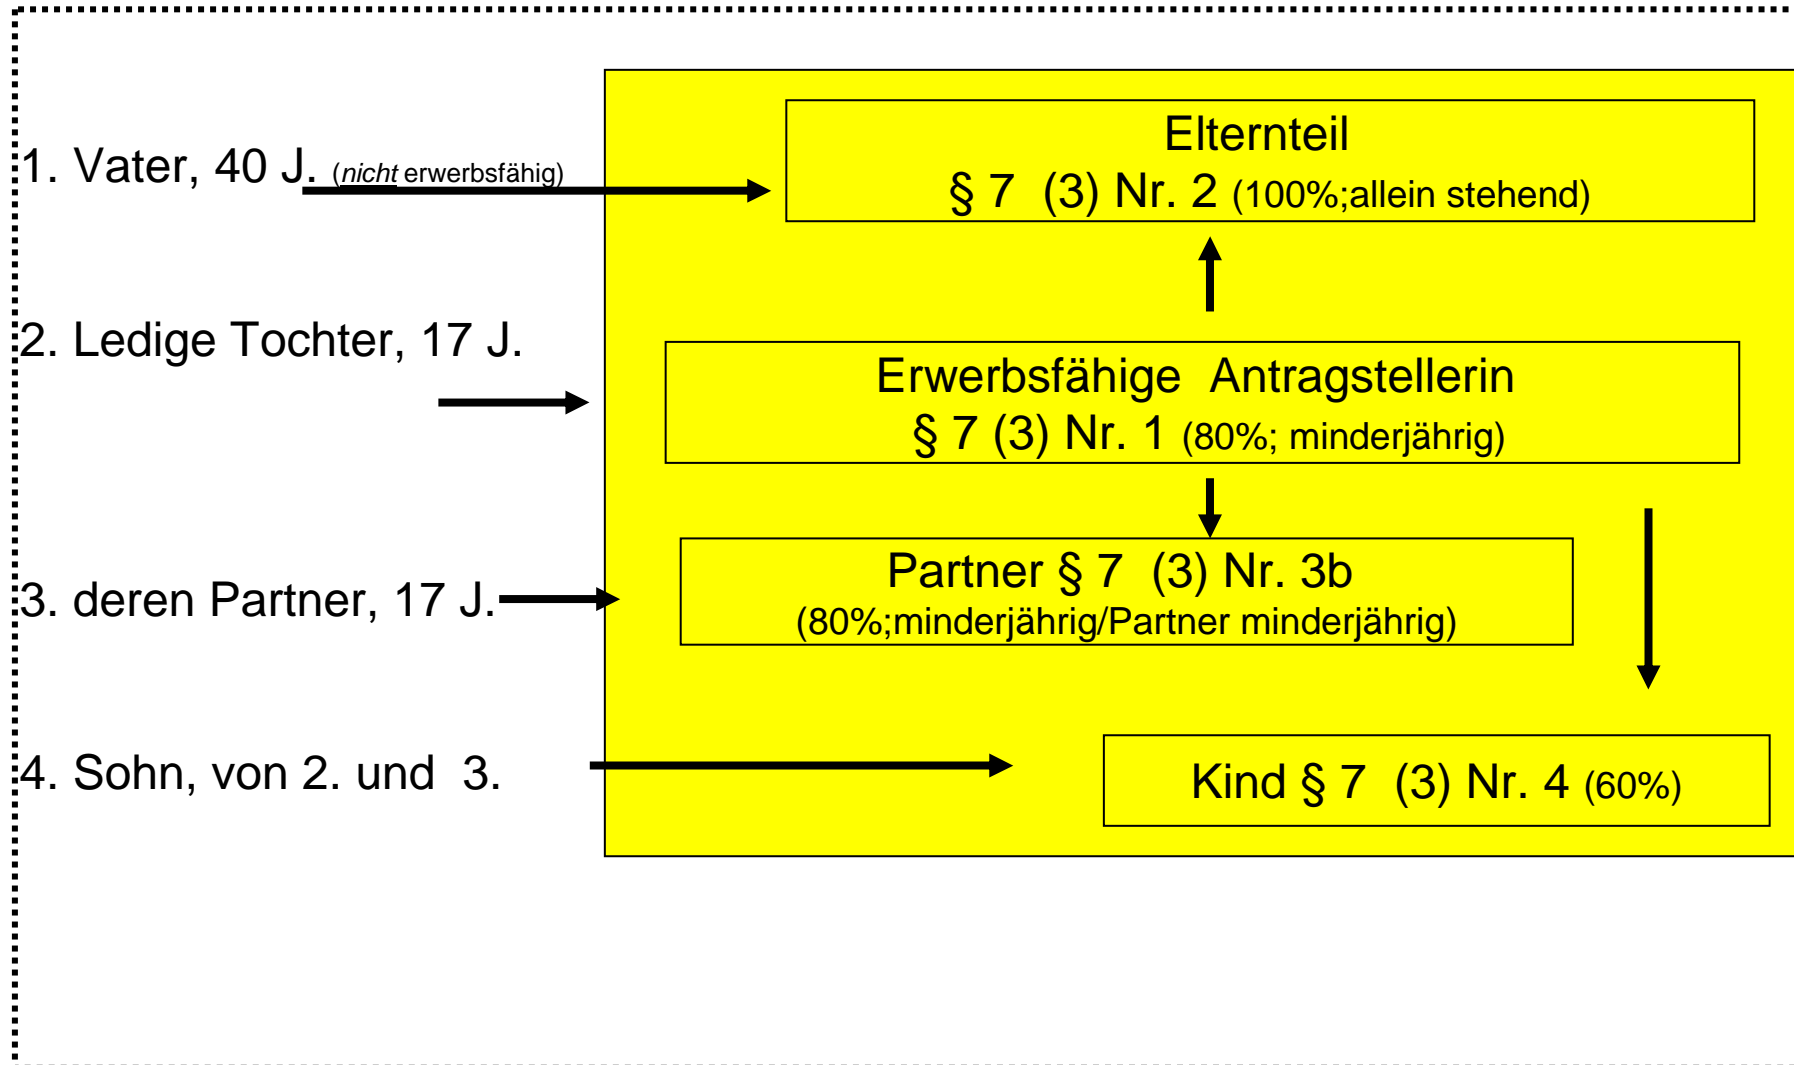 1. Vater, 40 J. (nicht erwerbsfähig)
Elternteil
§ 7 (3) Nr. 2 (100%;allein stehend)
2. Ledige Tochter, 17 J.
Erwerbsfähige Antragstellerin
§ 7 (3) Nr. 1 (80%; minderjährig)
3. deren Partner, 17 J.
Partner § 7 (3) Nr. 3b
(80%;minderjährig/Partner minderjährig)
4. Sohn, von 2. und 3.
Kind § 7 (3) Nr. 4 (60%)